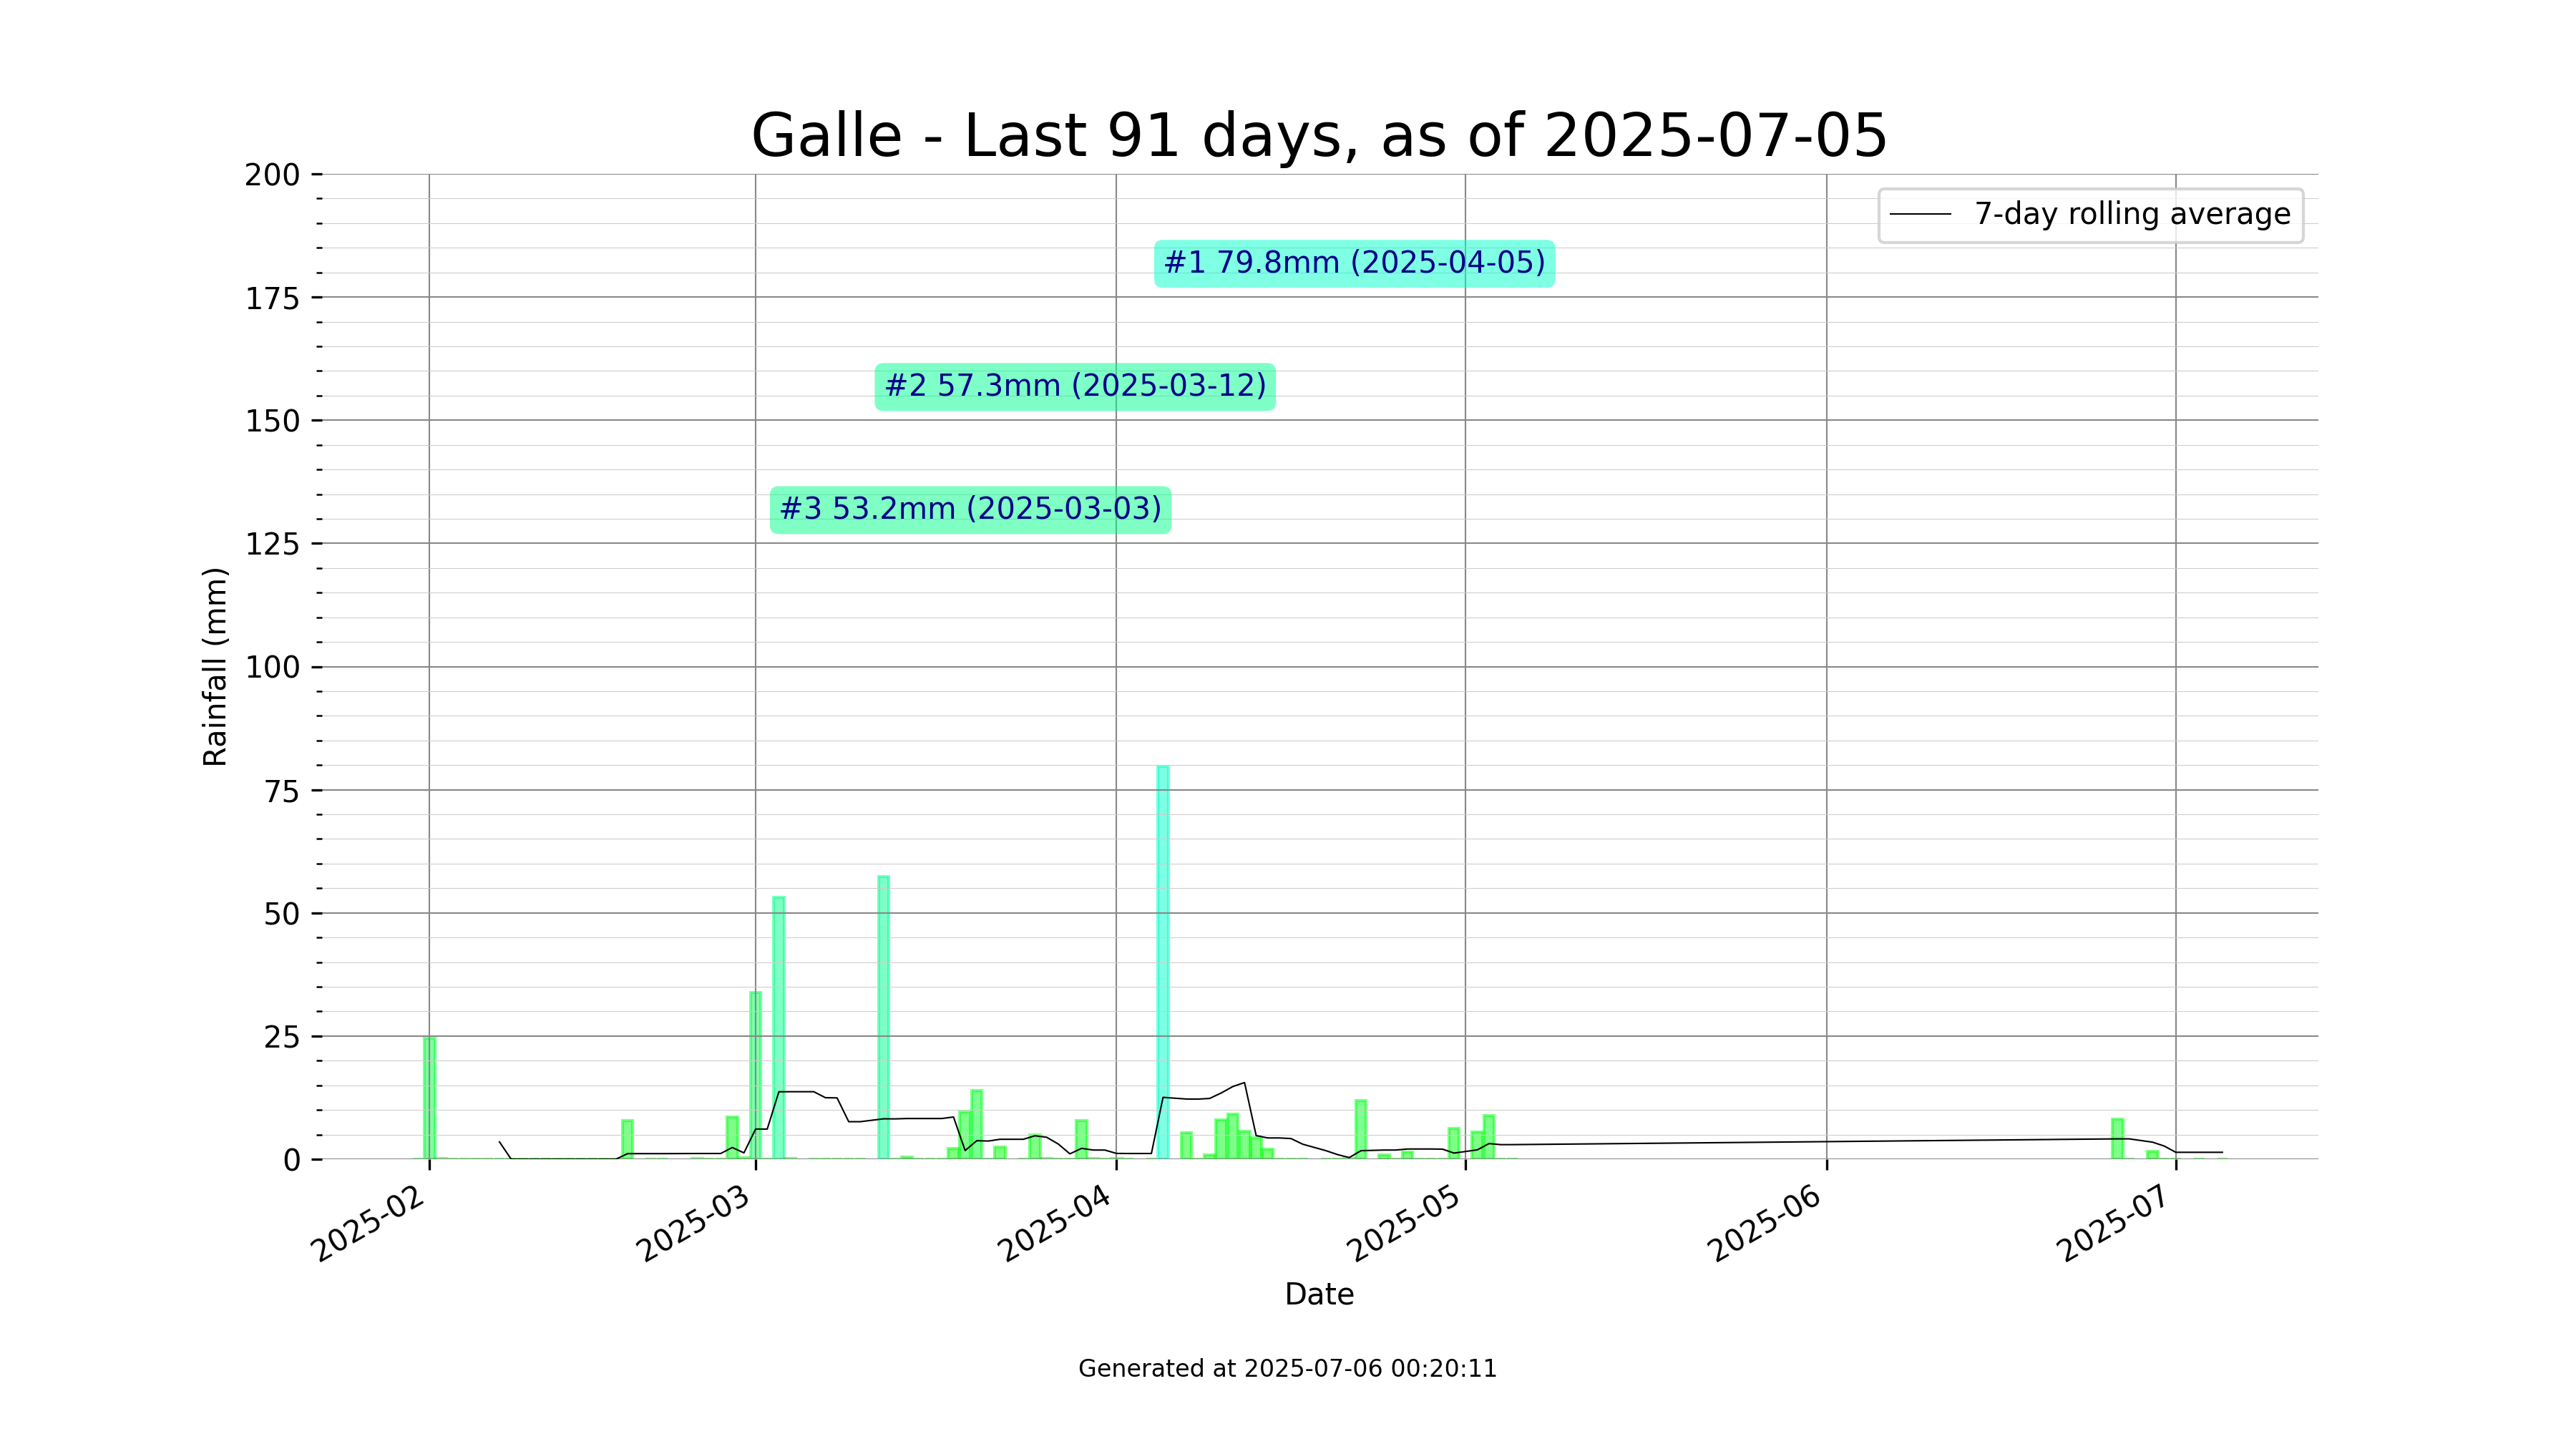 Galle - Last 91 days, as of 2025-07-05
200
175
150
125
100
75
50
25
0
Rainfall (mm)
7-day rolling average
#1 79.8mm (2025-04-05)
#2 57.3mm (2025-03-12)
#3 53.2mm (2025-03-03)
2025-02
2025-03
2025-04
2025-05
2025-06
2025-07
Date
Generated at 2025-07-06 00:20:11